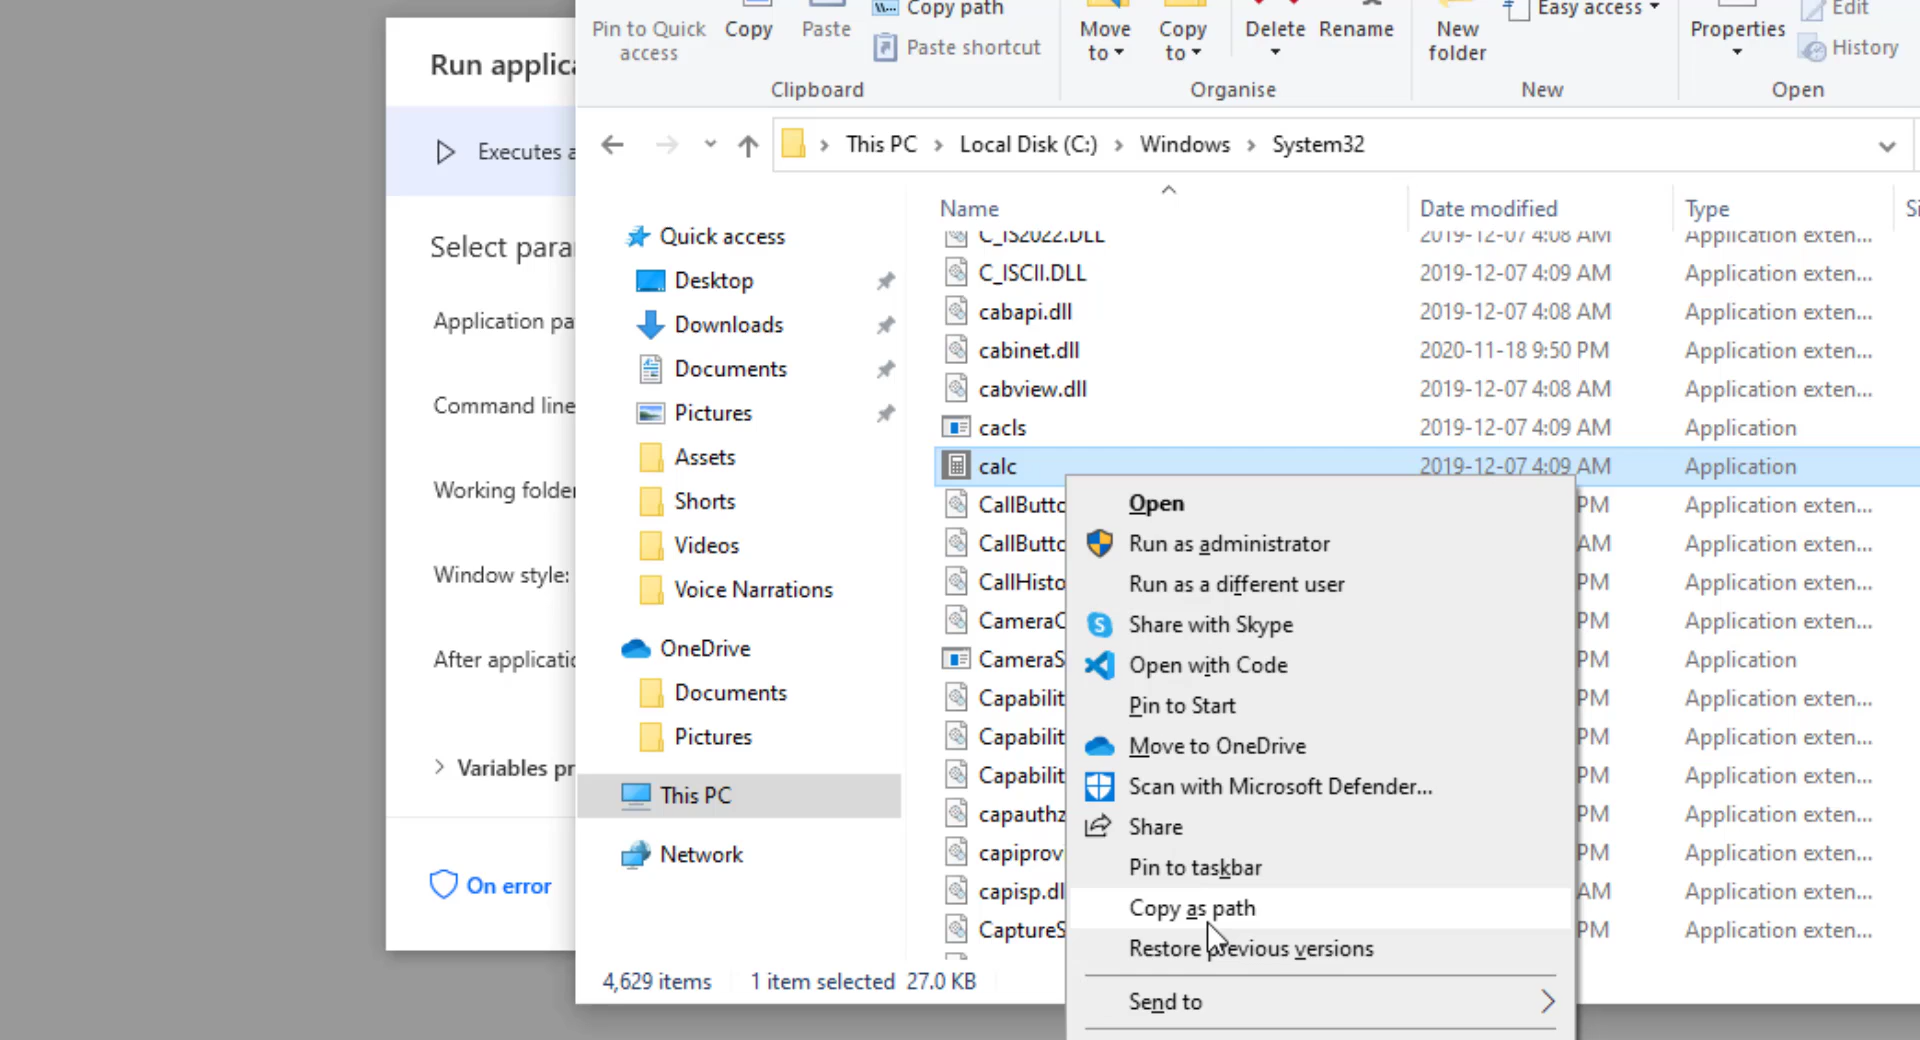 Run applica
Executes a
Select para
Application pa
Command line
Working folder
Window style:
After applicatio
Variables pr
On error
Pin to Quick
access
Copy
Paste
Copy path
Paste shortcut
Clipboard
Move
to
Copy
to
Delete
Rename
Organise
New
folder
Easy access
New
Properties
Edit
History
Open
This PC > Local Disk (C:) > Windows > System32
Quick access
Desktop
Downloads
Documents
Pictures
Assets
Shorts
Videos
Voice Narrations
OneDrive
Documents
Pictures
This PC
Network
Name Date modified Type Si
C_IS2022.DLL 2019-12-07 4:08 AM Application exten...
C_ISCII.DLL 2019-12-07 4:09 AM Application exten...
cabapi.dll 2019-12-07 4:08 AM Application exten...
cabinet.dll 2020-11-18 9:50 PM Application exten...
cabview.dll 2019-12-07 4:08 AM Application exten...
cacls 2019-12-07 4:09 AM Application
calc 2019-12-07 4:09 AM Application
CallButto PM Application exten...
CallButto AM Application exten...
CallHisto PM Application exten...
CameraC PM Application exten...
CameraS PM Application
Capabilit PM Application exten...
Capabilit PM Application exten...
Capabilit PM Application exten...
capauthz PM Application exten...
capiprov PM Application exten...
capisp.dl AM Application exten...
CaptureS PM Application exten...
Open
Run as administrator
Run as a different user
Share with Skype
Open with Code
Pin to Start
Move to OneDrive
Scan with Microsoft Defender...
Share
Pin to taskbar
Copy as path
Restore previous versions
Send to
4,629 items 1 item selected 27.0 KB